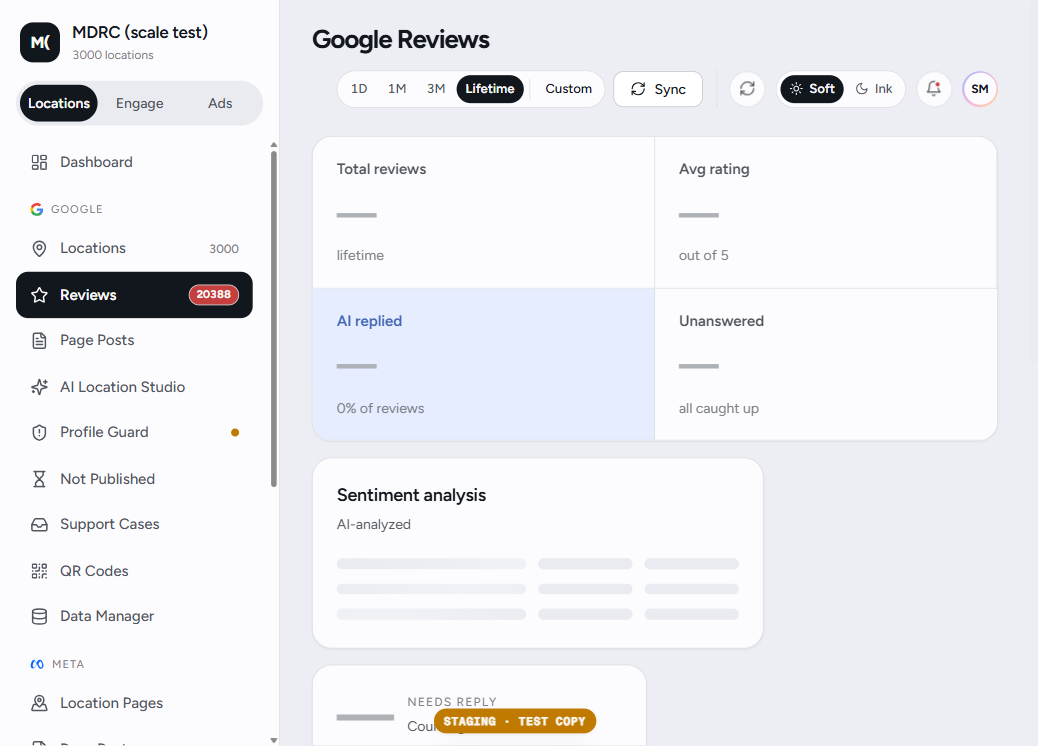 M(
MDRC (scale test)
3000 locations
Locations
Engage
Ads
Dashboard
GOOGLE
Locations
3000
Reviews
20388
Page Posts
AI Location Studio
Profile Guard
Not Published
Support Cases
QR Codes
Data Manager
META
Location Pages
Google Reviews
1D
1M
3M
Lifetime
Custom
Sync
Soft
Ink
SM
Total reviews
lifetime
Avg rating
out of 5
AI replied
0% of reviews
Unanswered
all caught up
Sentiment analysis
AI-analyzed
NEEDS REPLY
STAGING · TEST COPY